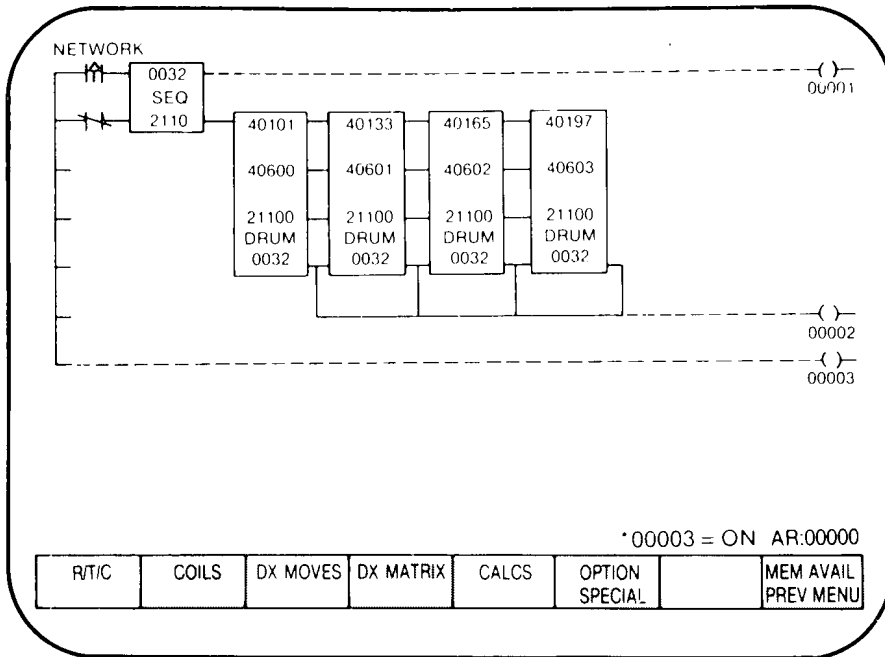 NETWORK
0032
SEQ
2110
00001
40101 40133 40165 40197
40600 40601 40602 40603
21100 21100 21100 21100
DRUM DRUM DRUM DRUM
0032 0032 0032 0032
00002
00003
*00003 = ON AR:00000
R/T/C COILS DX MOVES DX MATRIX CALCS OPTION SPECIAL MEM AVAIL PREV MENU